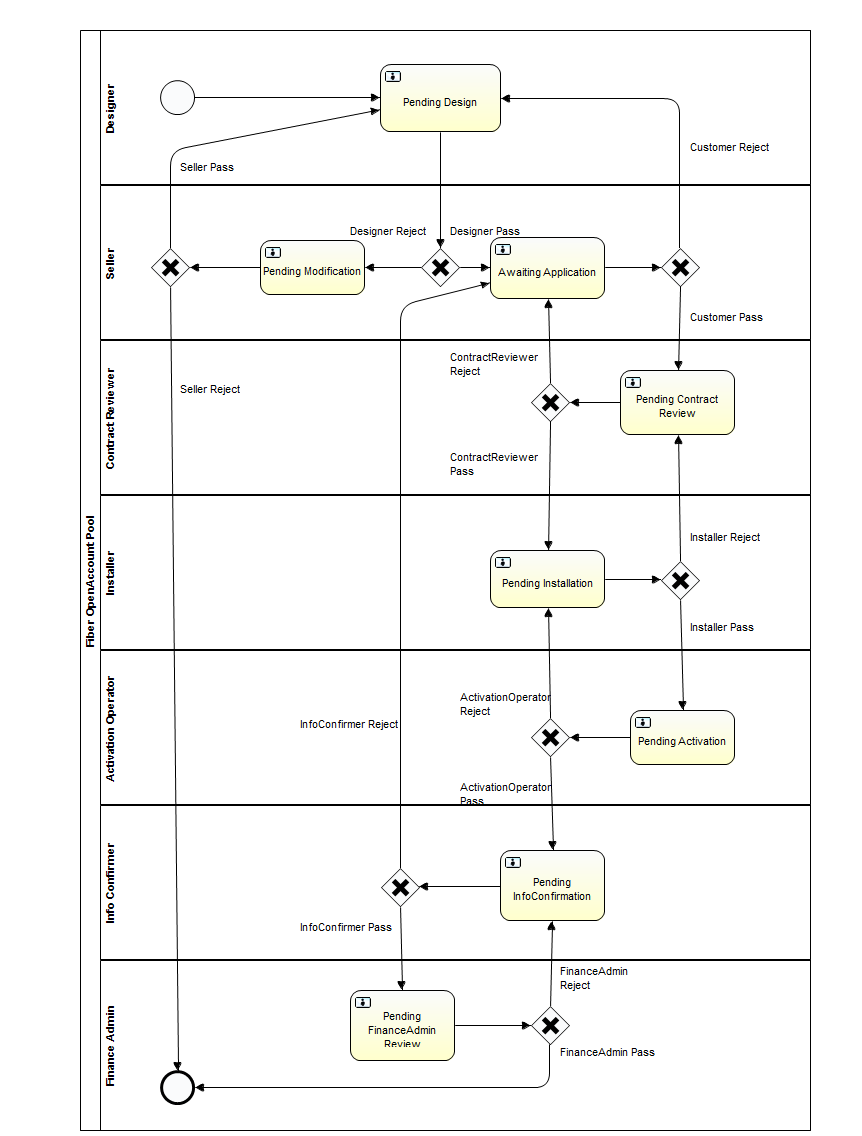 Fiber OpenAccount Pool
Designer
Pending Design
Seller Pass
Customer Reject
Seller
Designer Reject
Designer Pass
Pending Modification
Awaiting Application
Customer Pass
Contract Reviewer
ContractReviewer
Reject
Seller Reject
Pending Contract
Review
ContractReviewer
Pass
Installer
Installer Reject
Pending Installation
Installer Pass
Activation Operator
ActivationOperator
Reject
InfoConfirmer Reject
Pending Activation
ActivationOperator
Pass
Info Confirmer
Pending
InfoConfirmation
InfoConfirmer Pass
Finance Admin
FinanceAdmin
Reject
Pending
FinanceAdmin
Review
FinanceAdmin Pass